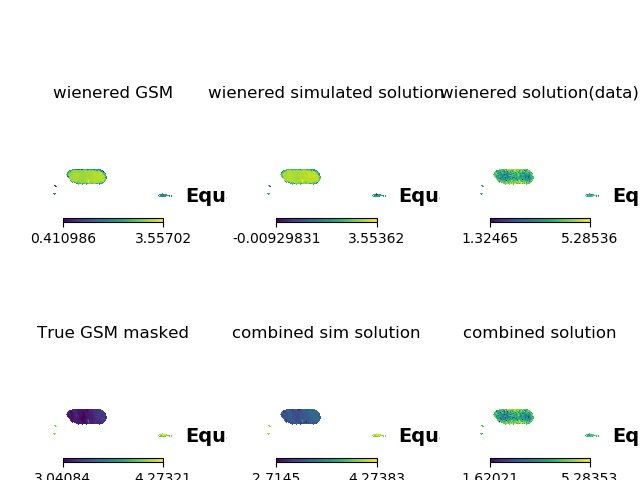 wienered GSM
wienered simulated solution
wienered solution(data)
Equ
Equ
Eq
0.410986 3.55702
-0.00929831 3.55362
1.32465 5.28536
True GSM masked
combined sim solution
combined solution
Equ
Equ
Eq
3.04084 4.27321
2.7145 4.27383
1.62021 5.28353